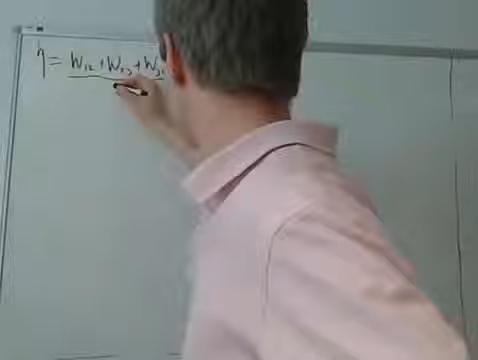 η = W₁₂ + W₂₃ + W₃₁